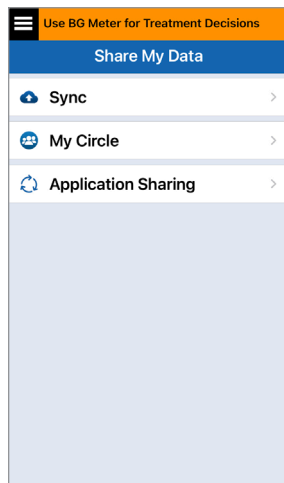 Use BG Meter for Treatment Decisions
Share My Data
Sync
My Circle
Application Sharing